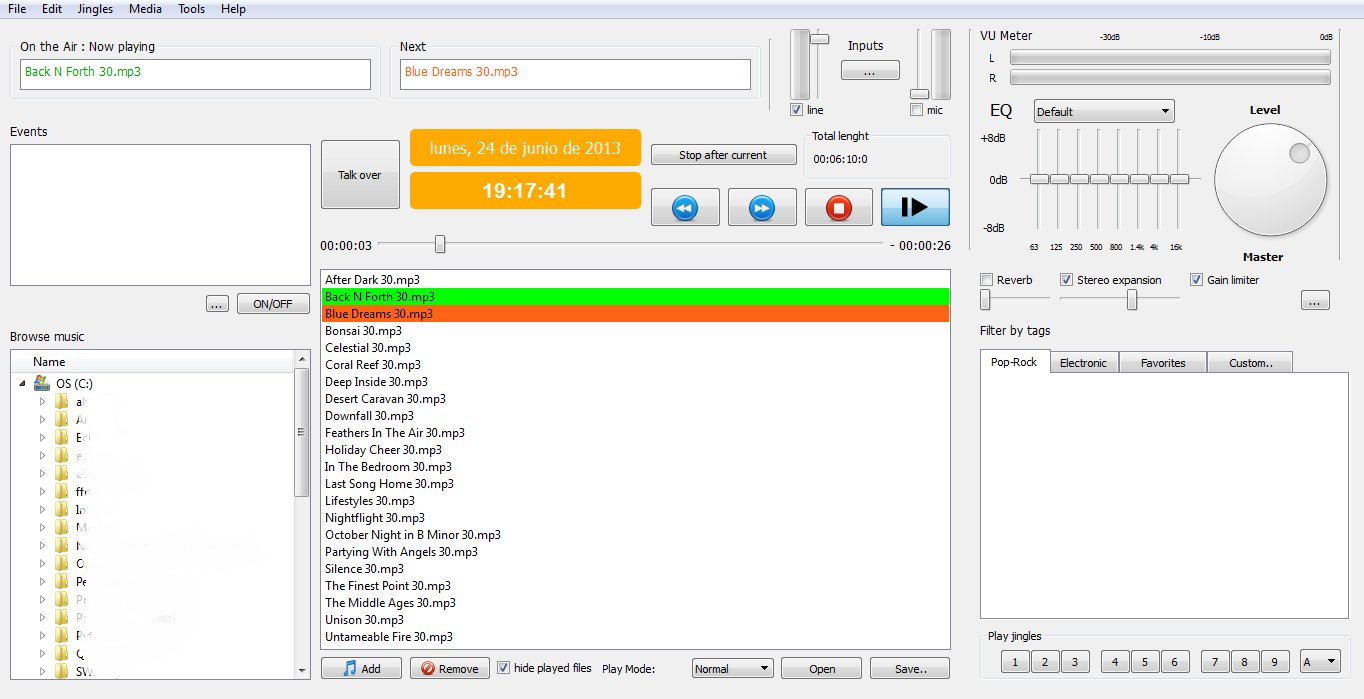 File Edit Jingles Media Tools Help
On the Air : Now playing
Back N Forth 30.mp3
Next
Blue Dreams 30.mp3
line
Inputs
...
mic
VU Meter
-30dB -10dB 0dB
L
R
EQ
Default
+8dB
0dB
-8dB
63 125 250 500 800 1.4k 4k 16k
Level
Master
Events
Talk over
lunes, 24 de junio de 2013
19:17:41
Stop after current
Total lenght
00:06:10:0
00:00:03
- 00:00:26
... ON/OFF
Reverb
Stereo expansion
Gain limiter
...
Browse music
Name
OS (C:)
SW
After Dark 30.mp3
Back N Forth 30.mp3
Blue Dreams 30.mp3
Bonsai 30.mp3
Celestial 30.mp3
Coral Reef 30.mp3
Deep Inside 30.mp3
Desert Caravan 30.mp3
Downfall 30.mp3
Feathers In The Air 30.mp3
Holiday Cheer 30.mp3
In The Bedroom 30.mp3
Last Song Home 30.mp3
Lifestyles 30.mp3
Nightflight 30.mp3
October Night in B Minor 30.mp3
Partying With Angels 30.mp3
Silence 30.mp3
The Finest Point 30.mp3
The Middle Ages 30.mp3
Unison 30.mp3
Untameable Fire 30.mp3
Add
Remove
hide played files
Play Mode:
Normal
Open
Save..
Filter by tags
Pop-Rock Electronic Favorites Custom..
Play jingles
1 2 3 4 5 6 7 8 9 A